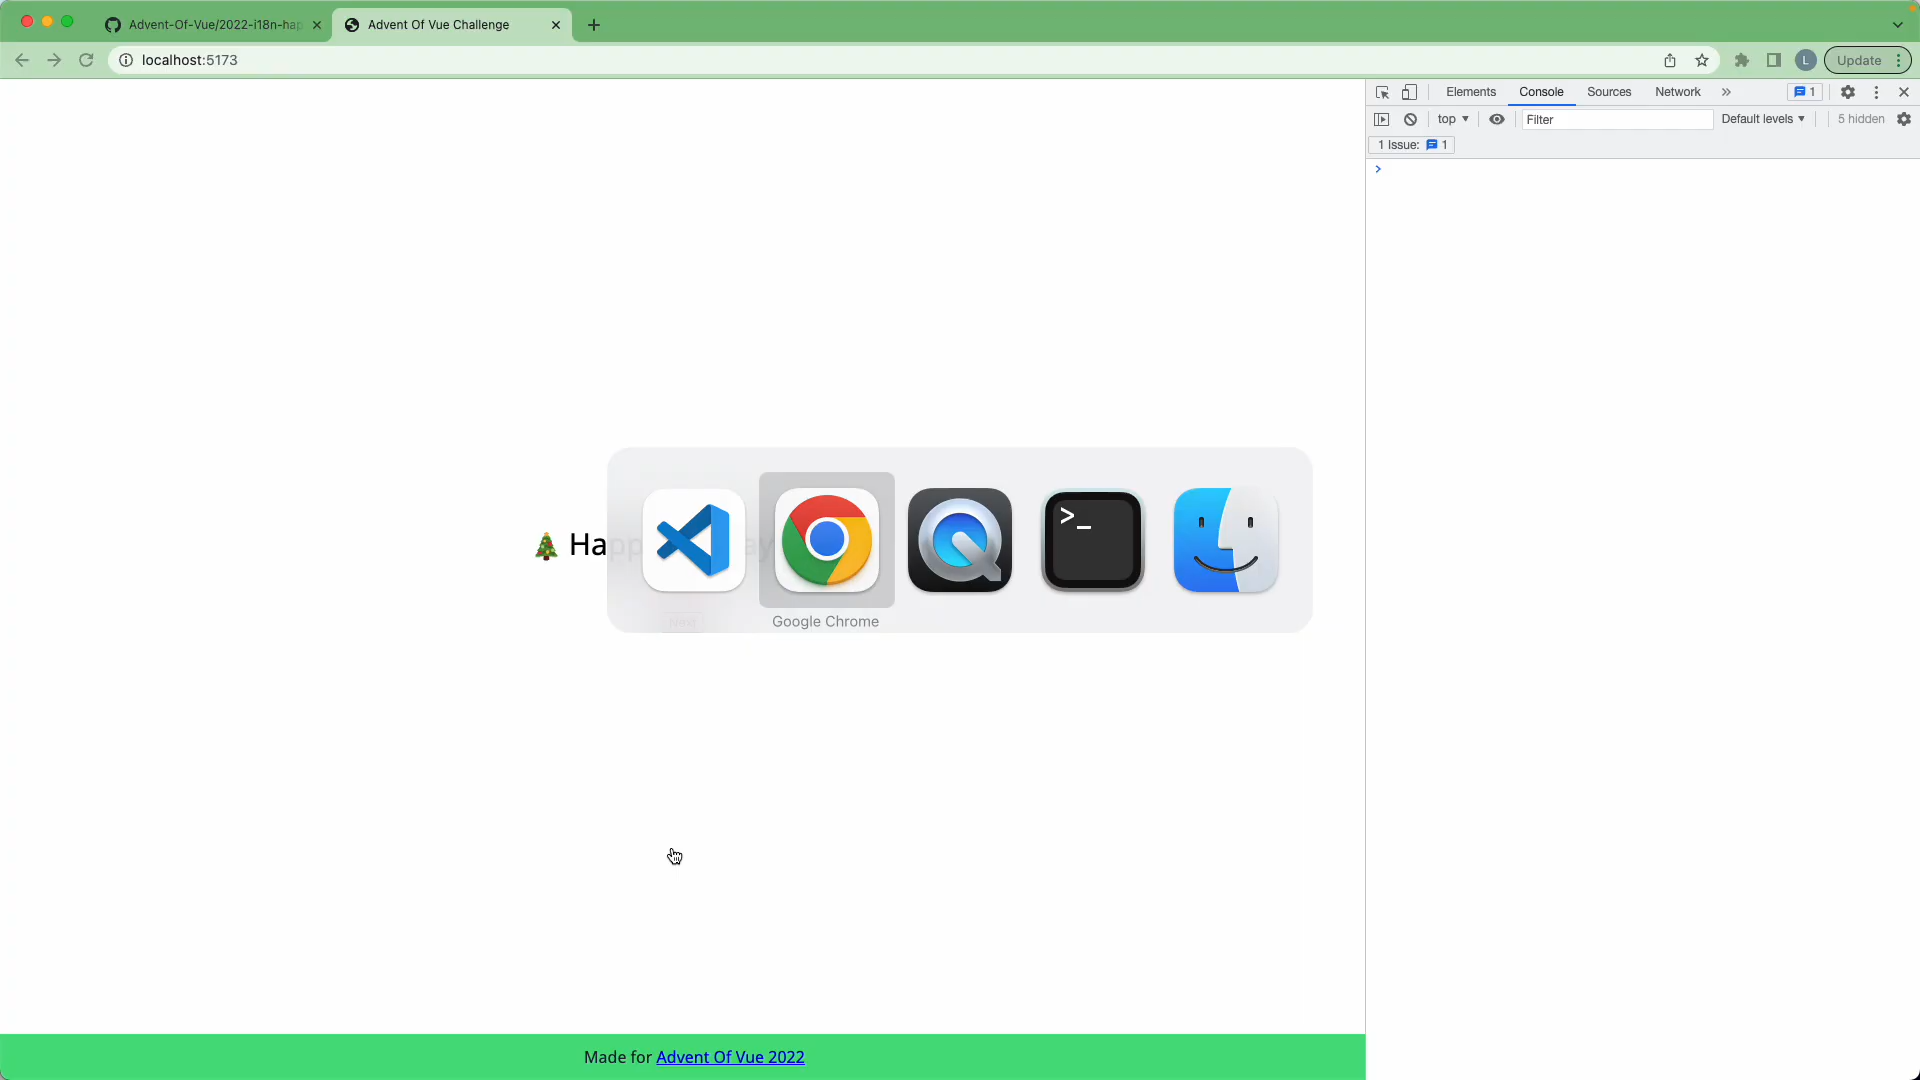 Advent-Of-Vue/2022-i18n-hap
Advent Of Vue Challenge
localhost:5173
L
Update
Elements
Console
Sources
Network
1
top
Filter
Default levels
5 hidden
1 Issue:
1
Google Chrome
Next
Made for Advent Of Vue 2022